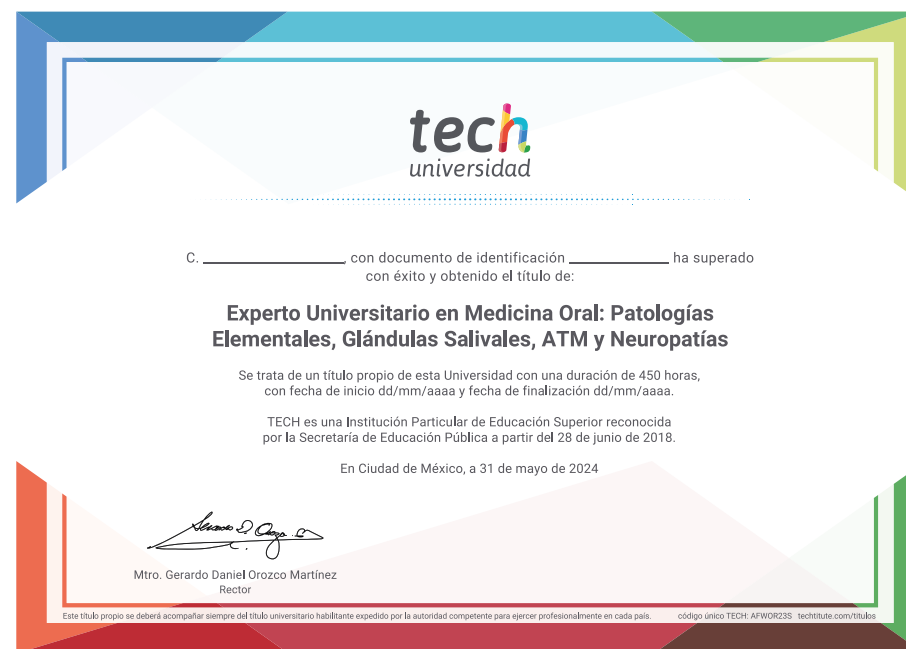 tech
universidad
C. ____________, con documento de identificación ____________ ha superado
con éxito y obtenido el título de:
Experto Universitario en Medicina Oral: Patologías
Elementales, Glándulas Salivales, ATM y Neuropatías
Se trata de un título propio de esta Universidad con una duración de 450 horas,
con fecha de inicio dd/mm/aaaa y fecha de finalización dd/mm/aaaa.
TECH es una Institución Particular de Educación Superior reconocida
por la Secretaría de Educación Pública a partir del 28 de junio de 2018.
En Ciudad de México, a 31 de mayo de 2024
Mtro. Gerardo Daniel Orozco Martínez
Rector
Este título propio se deberá acompañar siempre del título universitario habilitante expedido por la autoridad competente para ejercer profesionalmente en cada país. código único TECH: AFWOR23S techtitute.com/titulos